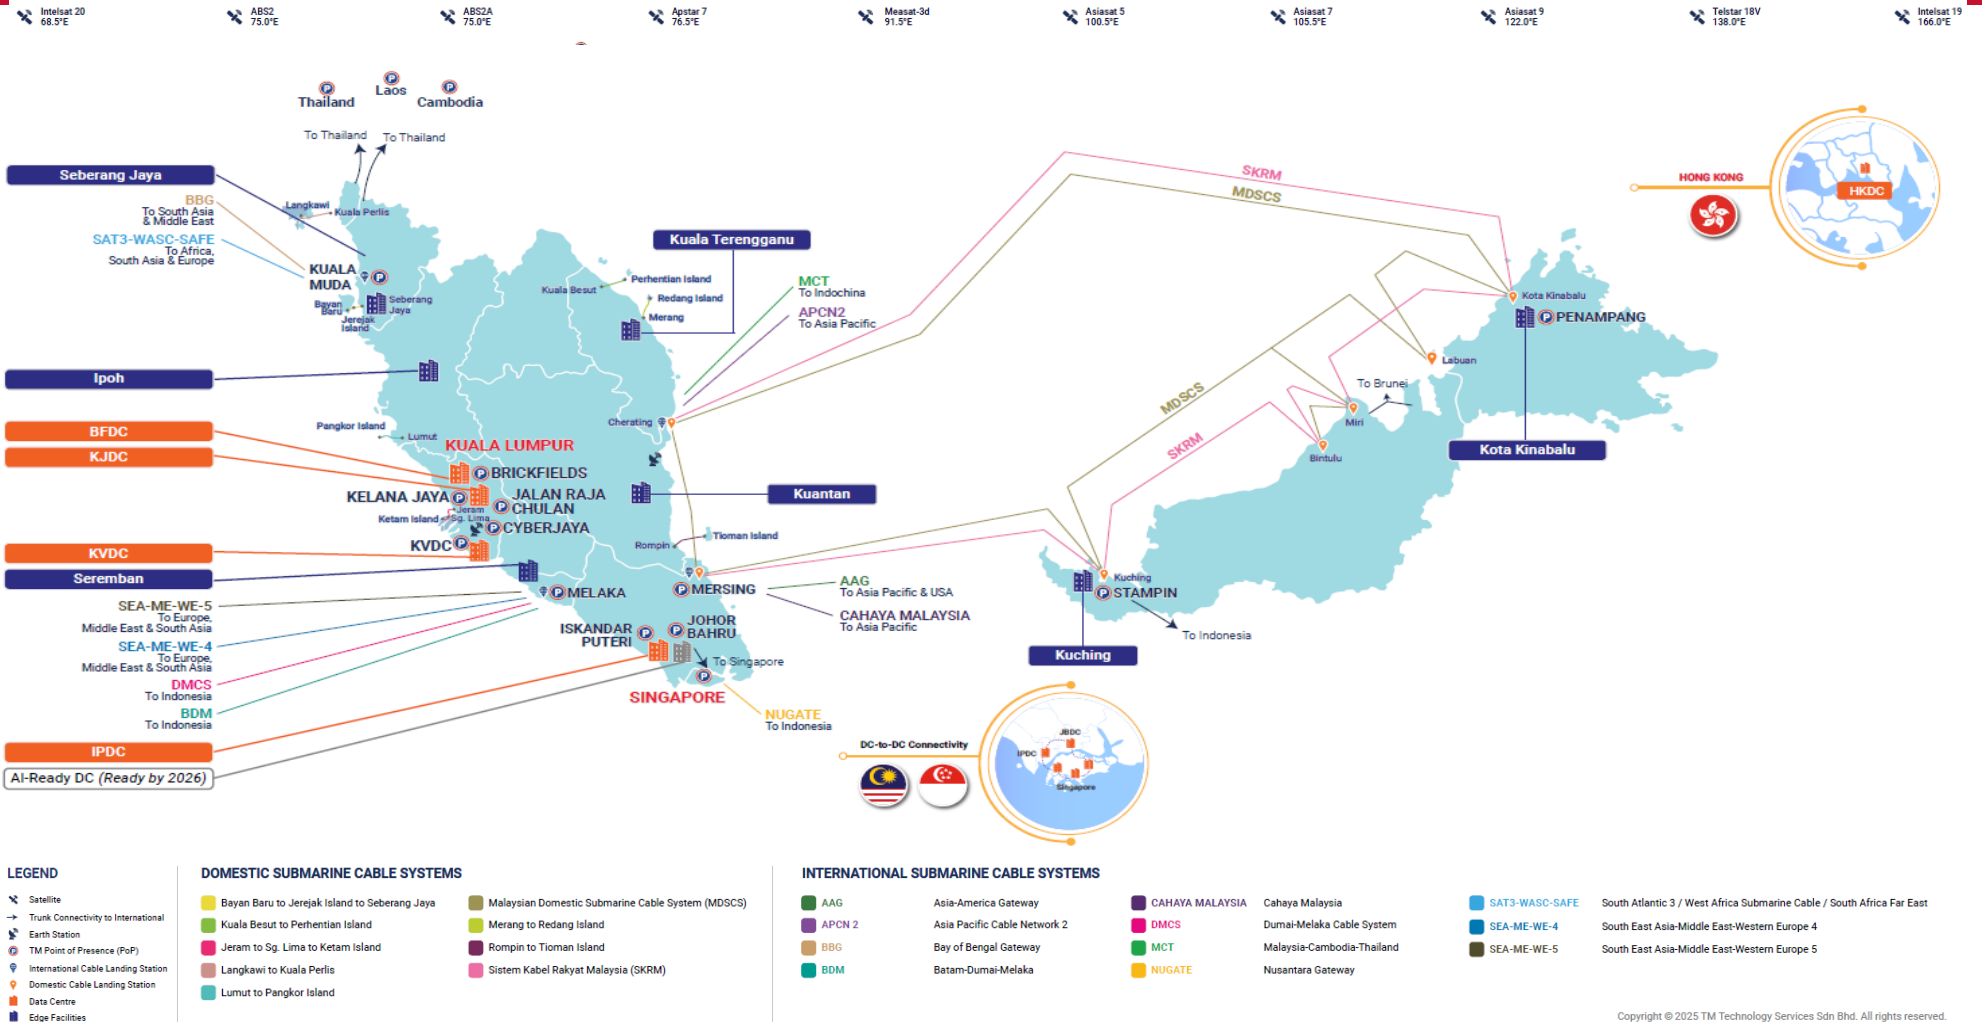 Intelsat 20
68.5°E
ABS2
75.0°E
ABS2A
75.0°E
Apstar 7
76.5°E
Measat-3d
91.5°E
Asiasat 5
100.5°E
Asiasat 7
105.5°E
Asiasat 9
122.0°E
Telstar 18V
138.0°E
Intelsat 19
166.0°E
Thailand
Laos
Cambodia
To Thailand
To Thailand
Seberang Jaya
BBG
To South Asia
& Middle East
SAT3-WASC-SAFE
To Africa,
South Asia & Europe
Langkawi
Kuala Perlis
KUALA
MUDA
Bayan
Baru
Jerejak
Island
Seberang
Jaya
Kuala Terengganu
Kuala Besut
Perhentian Island
Redang Island
Merang
MCT
To Indochina
APCN2
To Asia Pacific
SKRM
MDSCS
HONG KONG
HKDC
Kota Kinabalu
PENAMPANG
Labuan
To Brunei
Miri
Bintulu
MDSCS
SKRM
Kota Kinabalu
Ipoh
BFDC
KJDC
Pangkor Island
Lumut
Cherating
KUALA LUMPUR
BRICKFIELDS
KELANA JAYA
JALAN RAJA
CHULAN
Jeram
Ketam Island
Sg. Lima
CYBERJAYA
KVDC
Kuantan
Tioman Island
Rompin
KVDC
Seremban
MELAKA
MERSING
AAG
To Asia Pacific & USA
CAHAYA MALAYSIA
To Asia Pacific
Kuching
STAMPIN
To Indonesia
Kuching
SEA-ME-WE-5
To Europe,
Middle East & South Asia
SEA-ME-WE-4
To Europe,
Middle East & South Asia
DMCS
To Indonesia
BDM
To Indonesia
ISKANDAR
PUTERI
JOHOR
BAHRU
To Singapore
SINGAPORE
NUGATE
To Indonesia
IPDC
AI-Ready DC (Ready by 2026)
DC-to-DC Connectivity
JBDC
IPDC
Singapore
LEGEND
Satellite
Trunk Connectivity to International
Earth Station
TM Point of Presence (PoP)
International Cable Landing Station
Domestic Cable Landing Station
Data Centre
Edge Facilities
DOMESTIC SUBMARINE CABLE SYSTEMS
Bayan Baru to Jerejak Island to Seberang Jaya
Kuala Besut to Perhentian Island
Jeram to Sg. Lima to Ketam Island
Langkawi to Kuala Perlis
Lumut to Pangkor Island
Malaysian Domestic Submarine Cable System (MDSCS)
Merang to Redang Island
Rompin to Tioman Island
Sistem Kabel Rakyat Malaysia (SKRM)
INTERNATIONAL SUBMARINE CABLE SYSTEMS
AAG Asia-America Gateway
APCN 2 Asia Pacific Cable Network 2
BBG Bay of Bengal Gateway
BDM Batam-Dumai-Melaka
CAHAYA MALAYSIA Cahaya Malaysia
DMCS Dumai-Melaka Cable System
MCT Malaysia-Cambodia-Thailand
NUGATE Nusantara Gateway
SAT3-WASC-SAFE South Atlantic 3 / West Africa Submarine Cable / South Africa Far East
SEA-ME-WE-4 South East Asia-Middle East-Western Europe 4
SEA-ME-WE-5 South East Asia-Middle East-Western Europe 5
Copyright © 2025 TM Technology Services Sdn Bhd. All rights reserved.